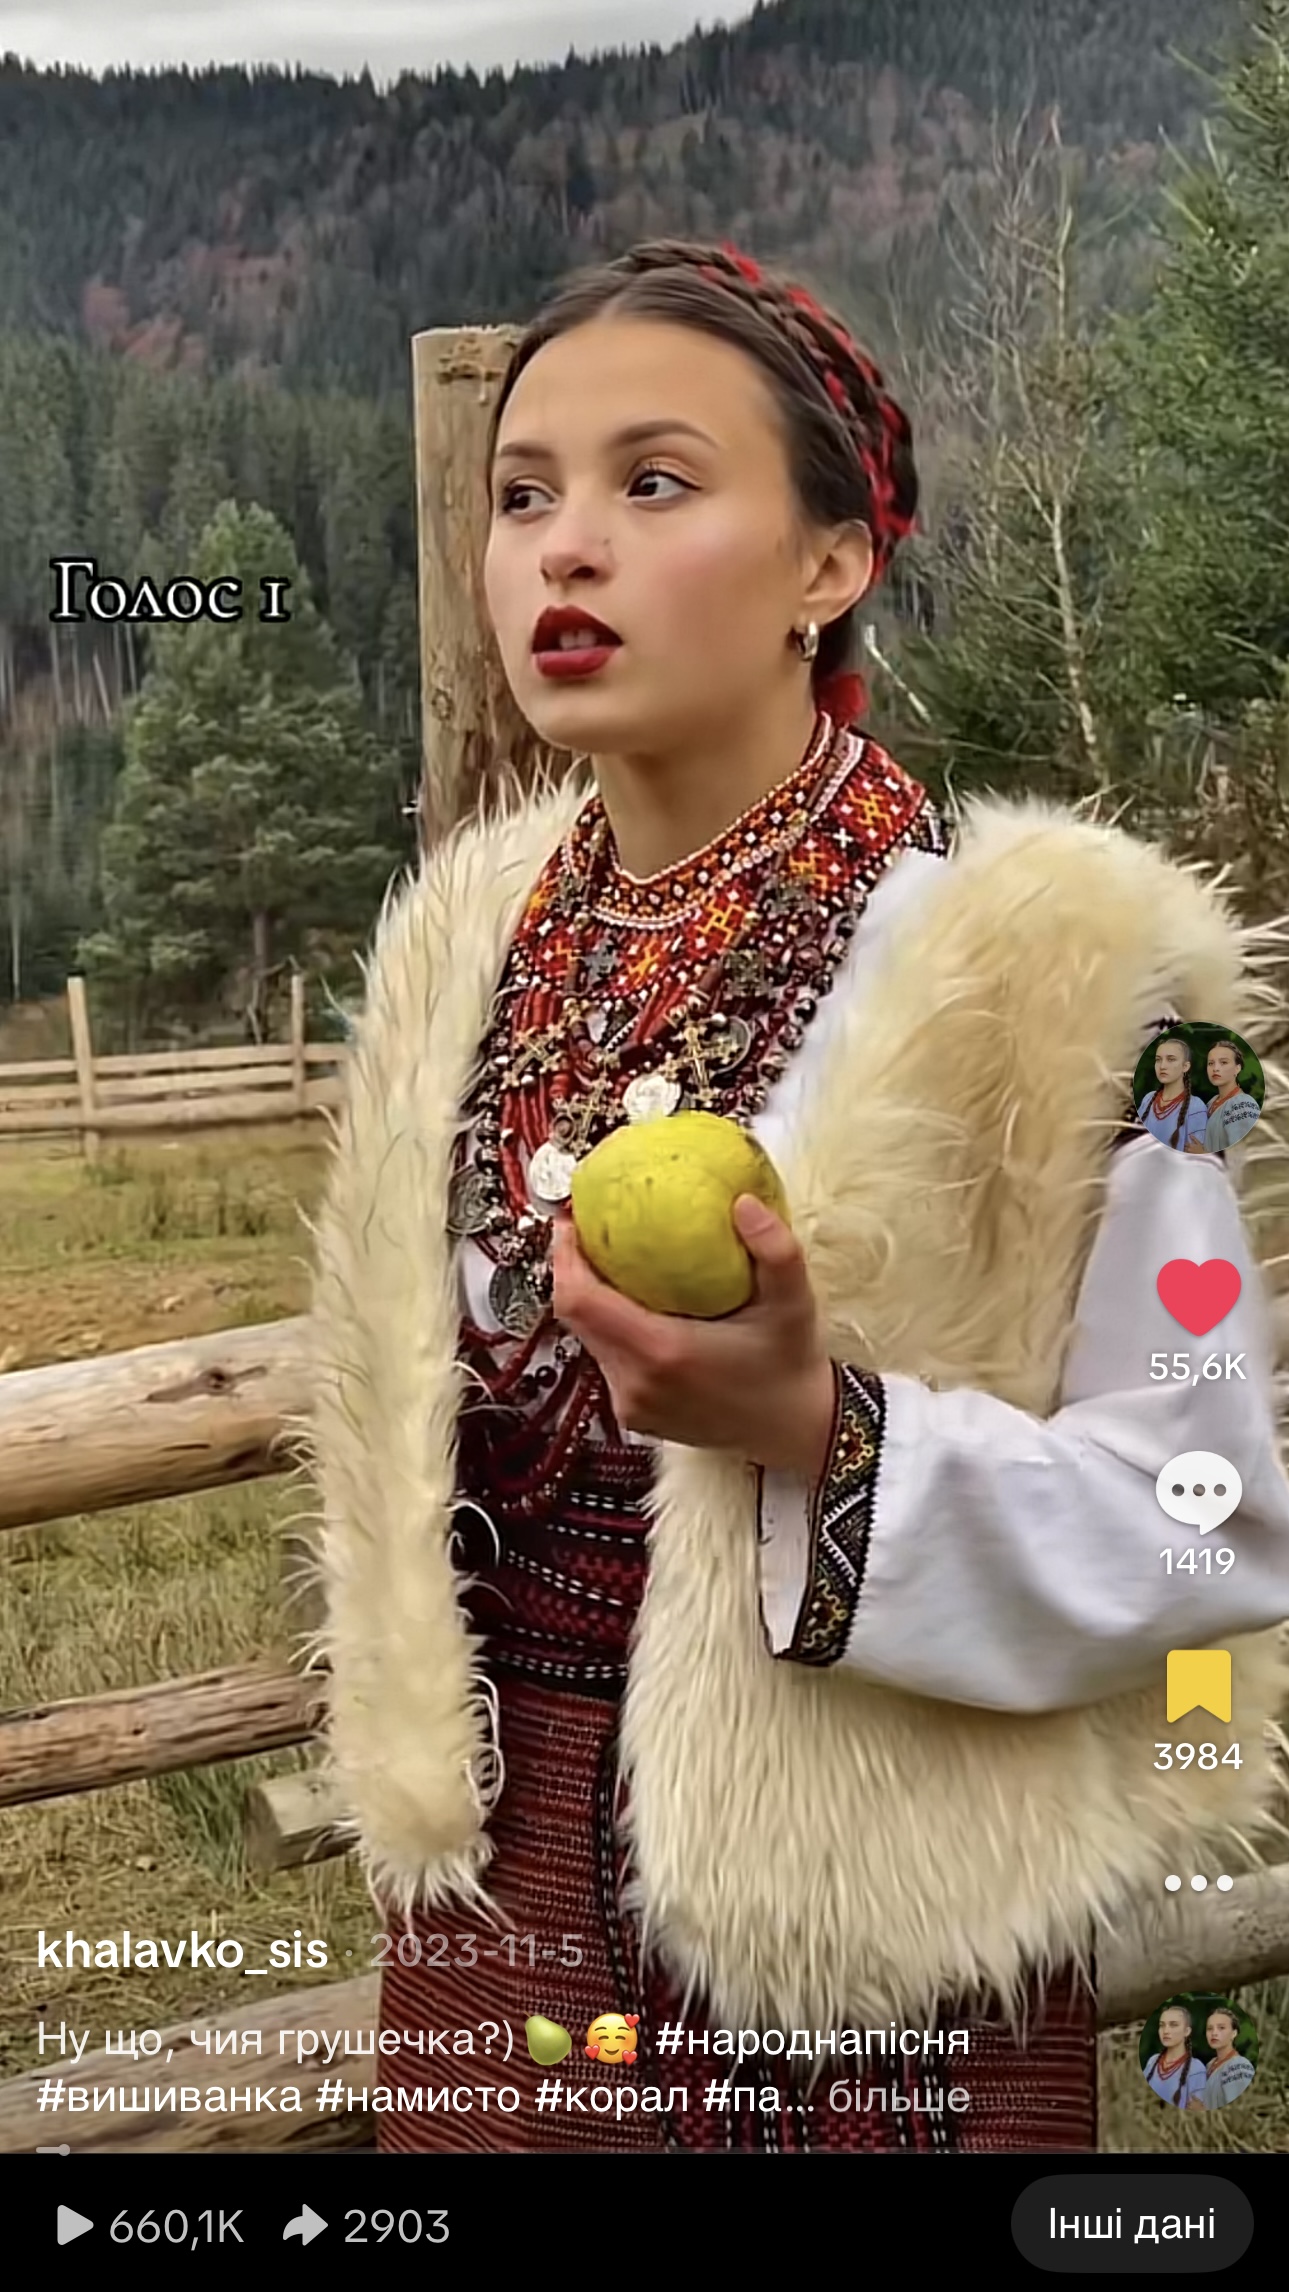 Голос 1
55,6K
1419
3984
khalavko_sis · 2023-11-5
Ну що, чия грушечка?)🍐🥰 #народнапісня
#вишиванка #намисто #корал #па... більше
660,1K 2903
Інші дані